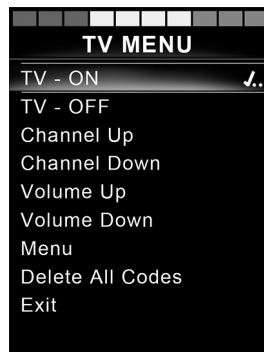 TV MENU
TV - ON
TV - OFF
Channel Up
Channel Down
Volume Up
Volume Down
Menu
Delete All Codes
Exit